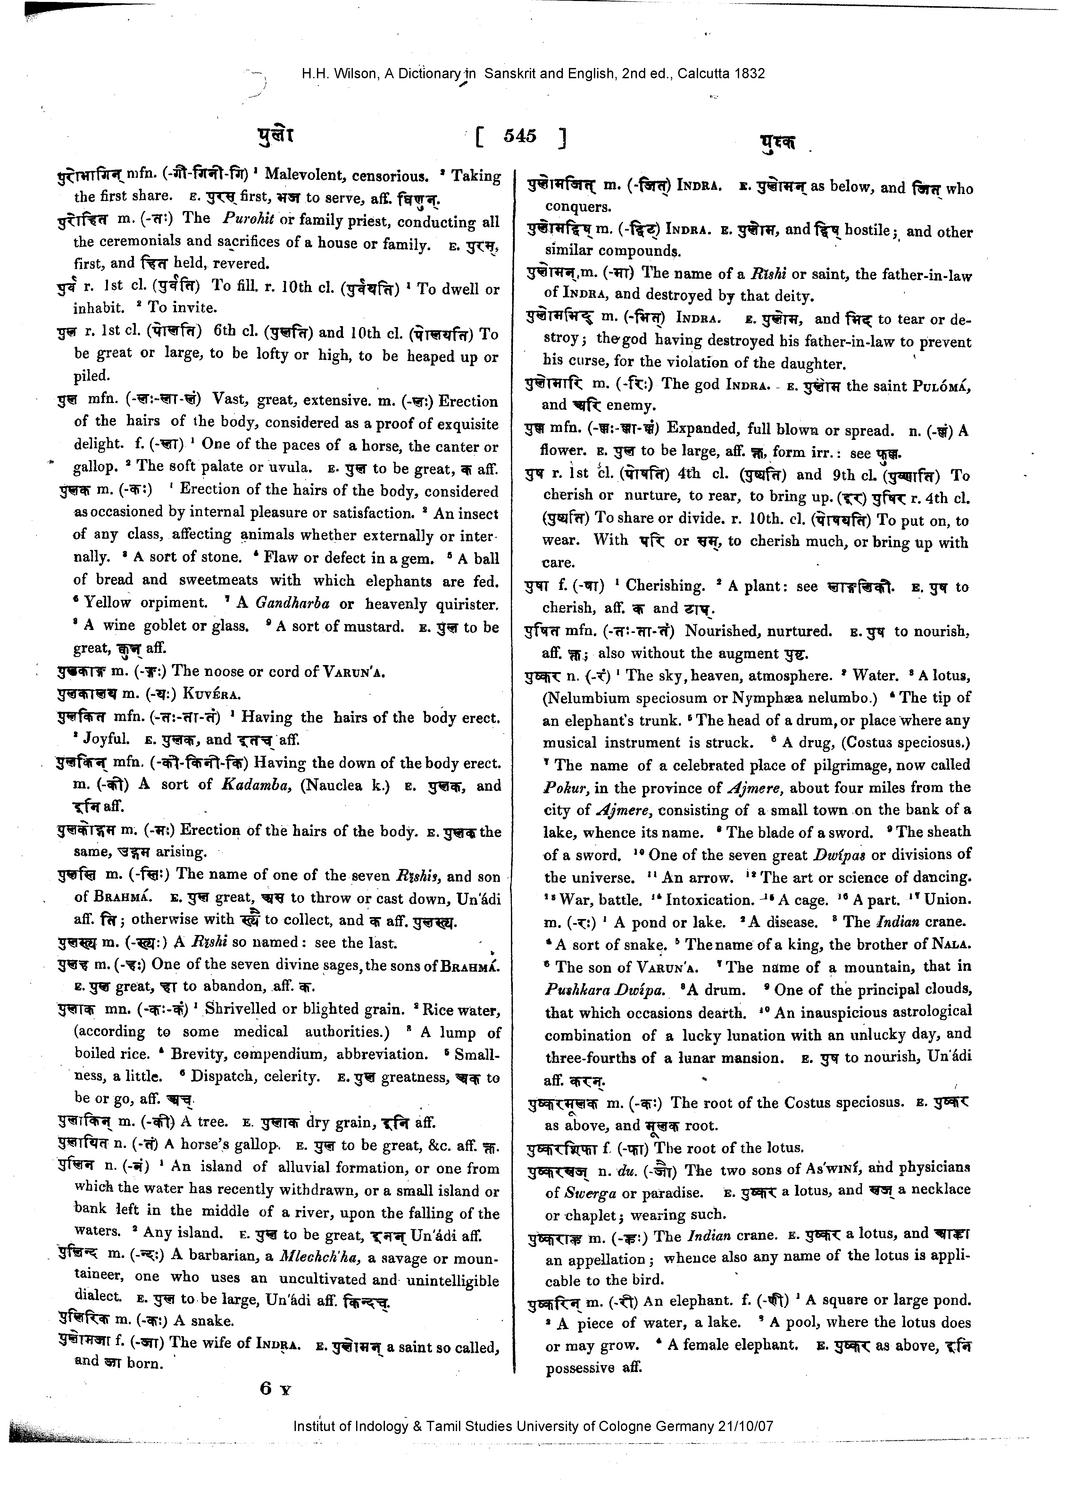 H.H. Wilson, A Dictionary in Sanskrit and English, 2nd ed., Calcutta 1832
पुलो
[ 545 ]
पुष्क
पुरोभागिन् mfn. (-गी-गिनी-गि) ¹ Malevolent, censorious. ² Taking
the first share. E. पुरस् first, भज to serve, aff. घिणुन्.
पुरोहित m. (-तः) The Purohit or family priest, conducting all
the ceremonials and sacrifices of a house or family. E. पुरस्,
first, and हित held, revered.
पुर्व r. 1st cl. (पुर्वति) To fill. r. 10th cl. (पुर्वयति) ¹ To dwell or
inhabit. ² To invite.
पुल r. 1st cl. (पोलति) 6th cl. (पुलति) and 10th cl. (पोलयति) To
be great or large, to be lofty or high, to be heaped up or
piled.
पुल mfn. (-लः-ला-लं) Vast, great, extensive. m. (-लः) Erection
of the hairs of the body, considered as a proof of exquisite
delight. f. (-ला) ¹ One of the paces of a horse, the canter or
gallop. ² The soft palate or uvula. E. पुल to be great, क aff.
पुलक m. (-कः) ¹ Erection of the hairs of the body, considered
as occasioned by internal pleasure or satisfaction. ² An insect
of any class, affecting animals whether externally or inter-
nally. ³ A sort of stone. ⁴ Flaw or defect in a gem. ⁵ A ball
of bread and sweetmeats with which elephants are fed.
⁶ Yellow orpiment. ⁷ A Gandharba or heavenly quirister.
⁸ A wine goblet or glass. ⁹ A sort of mustard. E. पुल to be
great, कुन् aff.
पुलकाङ्ग m. (-ङ्गः) The noose or cord of VARUN'A.
पुलकालय m. (-यः) KUVÉRA.
पुलकित mfn. (-तः-ता-तं) ¹ Having the hairs of the body erect.
² Joyful. E. पुलक, and इतच् aff.
पुलकिन् mfn. (-की-किनी-कि) Having the down of the body erect.
m. (-की) A sort of Kadamba, (Nauclea k.) E. पुलक, and
इनि aff.
पुलकोद्गम m. (-मः) Erection of the hairs of the body. E. पुलक the
same, उद्गम arising.
पुलस्ति m. (-स्तिः) The name of one of the seven Rĭshis, and son
of BRAHMÁ. E. पुल great, अस to throw or cast down, Un'ádi
aff. ति; otherwise with स्त्यै to collect, and क aff. पुलस्त्य.
पुलस्त्य m. (-स्त्यः) A Rĭshi so named: see the last.
पुलह m. (-हः) One of the seven divine sages, the sons of BRAHMÁ.
E. पुल great, हा to abandon, aff. क.
पुलाक mn. (-कः-कं) ¹ Shrivelled or blighted grain. ² Rice water,
(according to some medical authorities.) ³ A lump of
boiled rice. ⁴ Brevity, compendium, abbreviation. ⁵ Small-
ness, a little. ⁶ Dispatch, celerity. E. पुल greatness, अक to
be or go, aff. अच्.
पुलाकिन् m. (-की) A tree. E. पुलाक dry grain, इनि aff.
पुलायित n. (-तं) A horse's gallop. E. पुल to be great, &c. aff. क्त.
पुलिन n. (-नं) ¹ An island of alluvial formation, or one from
which the water has recently withdrawn, or a small island or
bank left in the middle of a river, upon the falling of the
waters. ² Any island. E. पुल to be great, इनन् Un'ádi aff.
पुलिन्द m. (-न्दः) A barbarian, a Mlechch'ha, a savage or moun-
taineer, one who uses an uncultivated and unintelligible
dialect. E. पुल to be large, Un'ádi aff. किन्दच्.
पुलिरिक m. (-कः) A snake.
पुलोमजा f. (-जा) The wife of INDRA. E. पुलोमन् a saint so called,
and जा born.
6 Y
पुलोमजित् m. (-जित्) INDRA. E. पुलोमन् as below, and जित् who
conquers.
पुलोमद्विष् m. (-द्विट्) INDRA. E. पुलोम, and द्विष् hostile; and other
similar compounds.
पुलोमन् m. (-मा) The name of a Rĭshi or saint, the father-in-law
of INDRA, and destroyed by that deity.
पुलोमभिद् m. (-भित्) INDRA. E. पुलोम, and भिद् to tear or de-
stroy; the god having destroyed his father-in-law to prevent
his curse, for the violation of the daughter.
पुलोमारि m. (-रिः) The god INDRA. E. पुलोम the saint PULÓMÁ,
and अरि enemy.
पुल्ल mfn. (-ल्लः-ल्ला-ल्लं) Expanded, full blown or spread. n. (-ल्लं) A
flower. E. पुल to be large, aff. क्त, form irr.: see फुल्ल.
पुष r. 1st cl. (पोषति) 4th cl. (पुष्यति) and 9th cl. (पुष्णाति) To
cherish or nurture, to rear, to bring up. (इर्) पुषिर r. 4th cl.
(पुष्यति) To share or divide. r. 10th. cl. (पोषयति) To put on, to
wear. With परि or सम्, to cherish much, or bring up with
care.
पुषा f. (-षा) ¹ Cherishing. ² A plant: see लाङ्गलिकी. E. पुष to
cherish, aff. क and टाप्.
पुषित mfn. (-तः-ता-तं) Nourished, nurtured. E. पुष to nourish,
aff. क्त; also without the augment पुष्ट.
पुष्कर n. (-रं) ¹ The sky, heaven, atmosphere. ² Water. ³ A lotus,
(Nelumbium speciosum or Nymphæa nelumbo.) ⁴ The tip of
an elephant's trunk. ⁵ The head of a drum, or place where any
musical instrument is struck. ⁶ A drug, (Costus speciosus.)
⁷ The name of a celebrated place of pilgrimage, now called
Pokur, in the province of Ajmere, about four miles from the
city of Ajmere, consisting of a small town on the bank of a
lake, whence its name. ⁸ The blade of a sword. ⁹ The sheath
of a sword. ¹⁰ One of the seven great Dwípas or divisions of
the universe. ¹¹ An arrow. ¹² The art or science of dancing.
¹³ War, battle. ¹⁴ Intoxication. ¹⁵ A cage. ¹⁶ A part. ¹⁷ Union.
m. (-रः) ¹ A pond or lake. ² A disease. ³ The Indian crane.
⁴ A sort of snake. ⁵ The name of a king, the brother of NALA.
⁶ The son of VARUN'A. ⁷ The name of a mountain, that in
Pushkara Dwípa. ⁸ A drum. ⁹ One of the principal clouds,
that which occasions dearth. ¹⁰ An inauspicious astrological
combination of a lucky lunation with an unlucky day, and
three-fourths of a lunar mansion. E. पुष to nourish, Un'ádi
aff. करन्.
पुष्करमूलक m. (-कः) The root of the Costus speciosus. E. पुष्कर
as above, and मूलक root.
पुष्करशिफा f. (-फा) The root of the lotus.
पुष्करस्रज् n. du. (-जौ) The two sons of As'WINÍ, and physicians
of Swerga or paradise. E. पुष्कर a lotus, and स्रज् a necklace
or chaplet; wearing such.
पुष्कराह्व m. (-ह्वः) The Indian crane. E. पुष्कर a lotus, and आह्वा
an appellation; whence also any name of the lotus is appli-
cable to the bird.
पुष्करिन् m. (-री) An elephant. f. (-णी) ¹ A square or large pond.
² A piece of water, a lake. ³ A pool, where the lotus does
or may grow. ⁴ A female elephant. E. पुष्कर as above, इनि
possessive aff.
Institut of Indology & Tamil Studies University of Cologne Germany 21/10/07